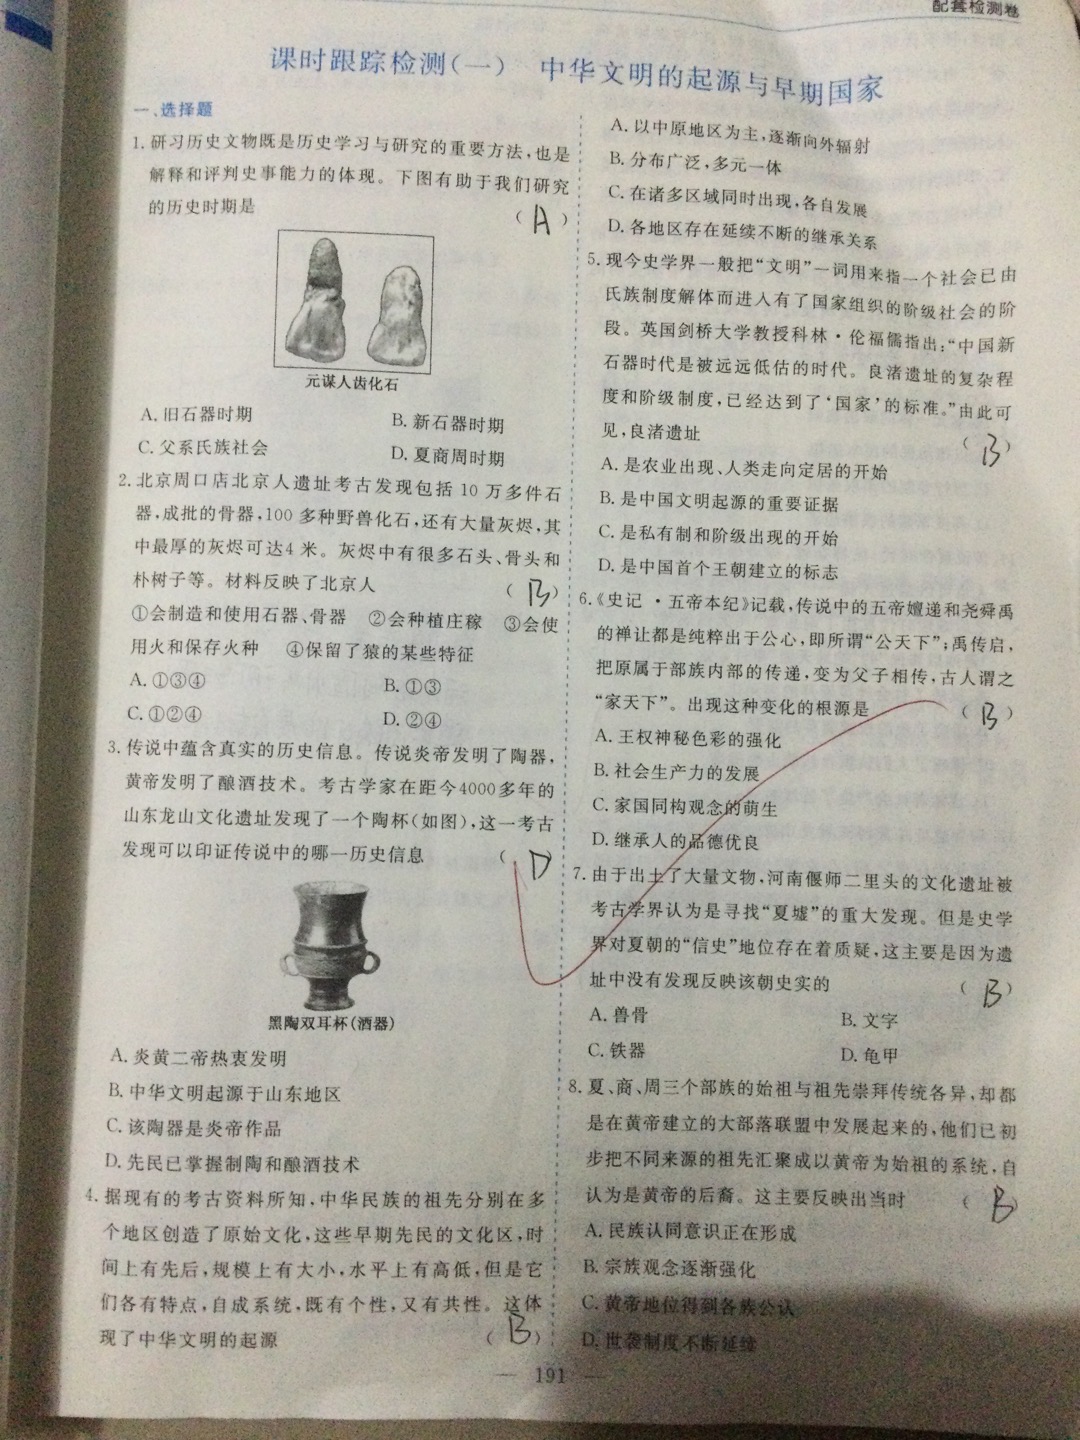 配套检测卷
课时跟踪检测(一) 中华文明的起源与早期国家
一、选择题
1. 研习历史文物既是历史学习与研究的重要方法,也是
解释和评判史事能力的体现。下图有助于我们研究
的历史时期是 (A)
元谋人齿化石
A. 旧石器时期 B. 新石器时期
C. 父系氏族社会 D. 夏商周时期
2. 北京周口店北京人遗址考古发现包括 10 万多件石
器,成批的骨器,100 多种野兽化石,还有大量灰烬,其
中最厚的灰烬可达4 米。灰烬中有很多石头、骨头和
朴树子等。材料反映了北京人 (B)
①会制造和使用石器、骨器 ②会种植庄稼 ③会使
用火和保存火种 ④保留了猿的某些特征
A. ①③④ B. ①③
C. ①②④ D. ②④
3. 传说中蕴含真实的历史信息。传说炎帝发明了陶器,
黄帝发明了酿酒技术。考古学家在距今4000多年的
山东龙山文化遗址发现了一个陶杯(如图),这一考古
发现可以印证传说中的哪一历史信息 (D)
黑陶双耳杯(酒器)
A. 炎黄二帝热衷发明
B. 中华文明起源于山东地区
C. 该陶器是炎帝作品
D. 先民已掌握制陶和酿酒技术
4. 据现有的考古资料所知,中华民族的祖先分别在多
个地区创造了原始文化,这些早期先民的文化区,时
间上有先后,规模上有大小,水平上有高低,但是它
们各有特点,自成系统,既有个性,又有共性。这体
现了中华文明的起源 (B)
A. 以中原地区为主,逐渐向外辐射
B. 分布广泛,多元一体
C. 在诸多区域同时出现,各自发展
D. 各地区存在延续不断的继承关系
5. 现今史学界一般把“文明”一词用来指一个社会已由
氏族制度解体而进入有了国家组织的阶级社会的阶
段。英国剑桥大学教授科林·伦福儒指出:“中国新
石器时代是被远远低估的时代。良渚遗址的复杂程
度和阶级制度,已经达到了‘国家’的标准。”由此可
见,良渚遗址 (B)
A. 是农业出现、人类走向定居的开始
B. 是中国文明起源的重要证据
C. 是私有制和阶级出现的开始
D. 是中国首个王朝建立的标志
6. 《史记·五帝本纪》记载,传说中的五帝嬗递和尧舜禹
的禅让都是纯粹出于公心,即所谓“公天下”;禹传启,
把原属于部族内部的传递,变为父子相传,古人谓之
“家天下”。出现这种变化的根源是 (B)
A. 王权神秘色彩的强化
B. 社会生产力的发展
C. 家国同构观念的萌生
D. 继承人的品德优良
7. 由于出土了大量文物,河南偃师二里头的文化遗址被
考古学界认为是寻找“夏墟”的重大发现。但是史学
界对夏朝的“信史”地位存在着质疑,这主要是因为遗
址中没有发现反映该朝史实的 (B)
A. 兽骨 B. 文字
C. 铁器 D. 龟甲
8. 夏、商、周三个部族的始祖与祖先崇拜传统各异,却都
是在黄帝建立的大部落联盟中发展起来的,他们已初
步把不同来源的祖先汇聚成以黄帝为始祖的系统,自
认为是黄帝的后裔。这主要反映出当时 (B)
A. 民族认同意识正在形成
B. 宗族观念逐渐强化
C. 黄帝地位得到各族公认
D. 世袭制度不断延续
191